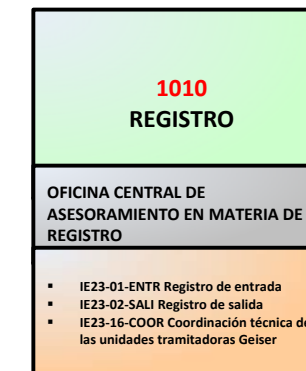 1010
REGISTRO
OFICINA CENTRAL DE
ASESORAMIENTO EN MATERIA DE
REGISTRO
▪ IE23-01-ENTR Registro de entrada
▪ IE23-02-SALI Registro de salida
▪ IE23-16-COOR Coordinación técnica de
las unidades tramitadoras Geiser